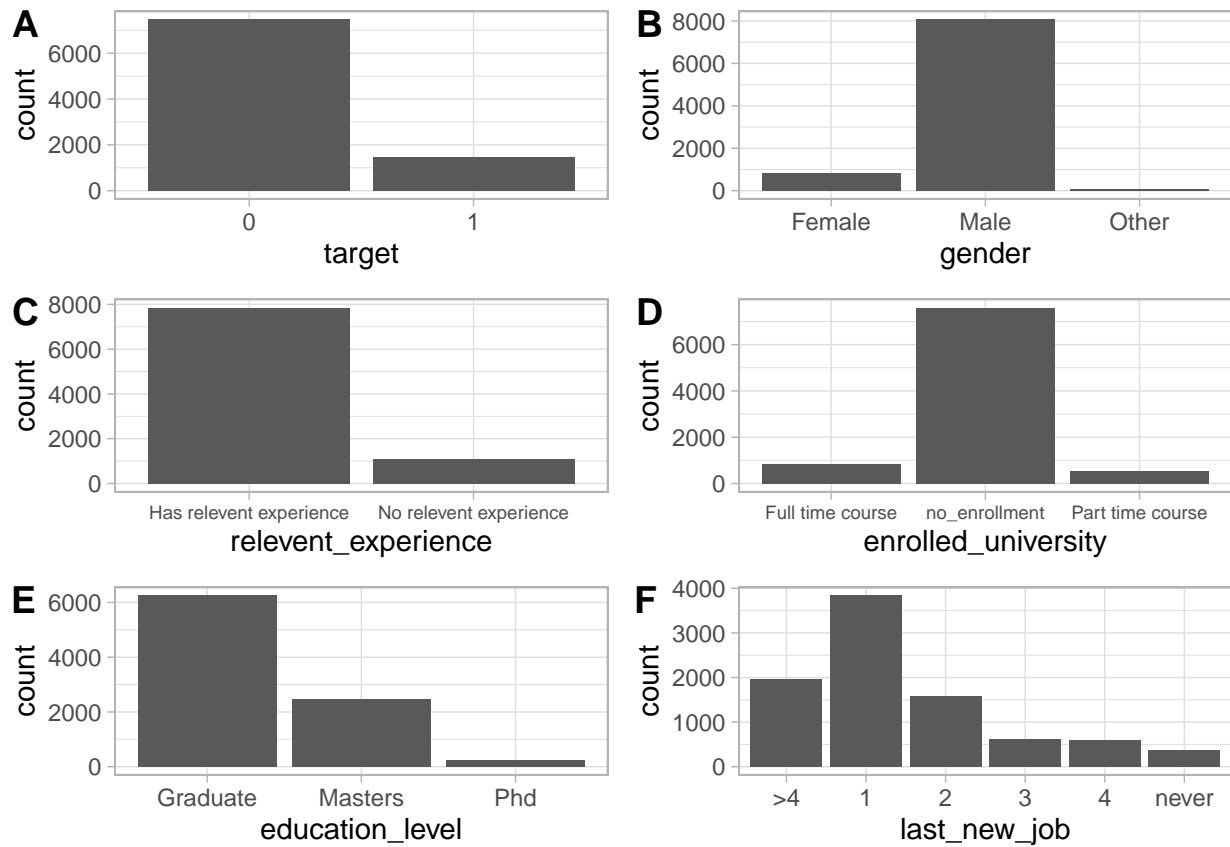 A
count
6000
4000
2000
0
0 1
target
B
count
8000
6000
4000
2000
0
Female Male Other
gender
C
count
8000
6000
4000
2000
0
Has relevent experience No relevent experience
relevent_experience
D
count
6000
4000
2000
0
Full time course no_enrollment Part time course
enrolled_university
E
count
6000
4000
2000
0
Graduate Masters Phd
education_level
F
count
4000
3000
2000
1000
0
>4 1 2 3 4 never
last_new_job